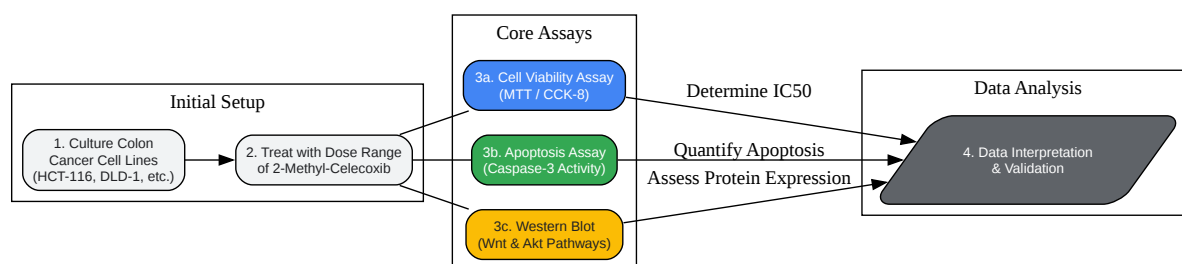 Initial Setup
1. Culture Colon
Cancer Cell Lines
(HCT-116, DLD-1, etc.)
2. Treat with Dose Range
of 2-Methyl-Celecoxib
Core Assays
3a. Cell Viability Assay
(MTT / CCK-8)
3b. Apoptosis Assay
(Caspase-3 Activity)
3c. Western Blot
(Wnt & Akt Pathways)
Determine IC50
Quantify Apoptosis
Assess Protein Expression
Data Analysis
4. Data Interpretation
& Validation